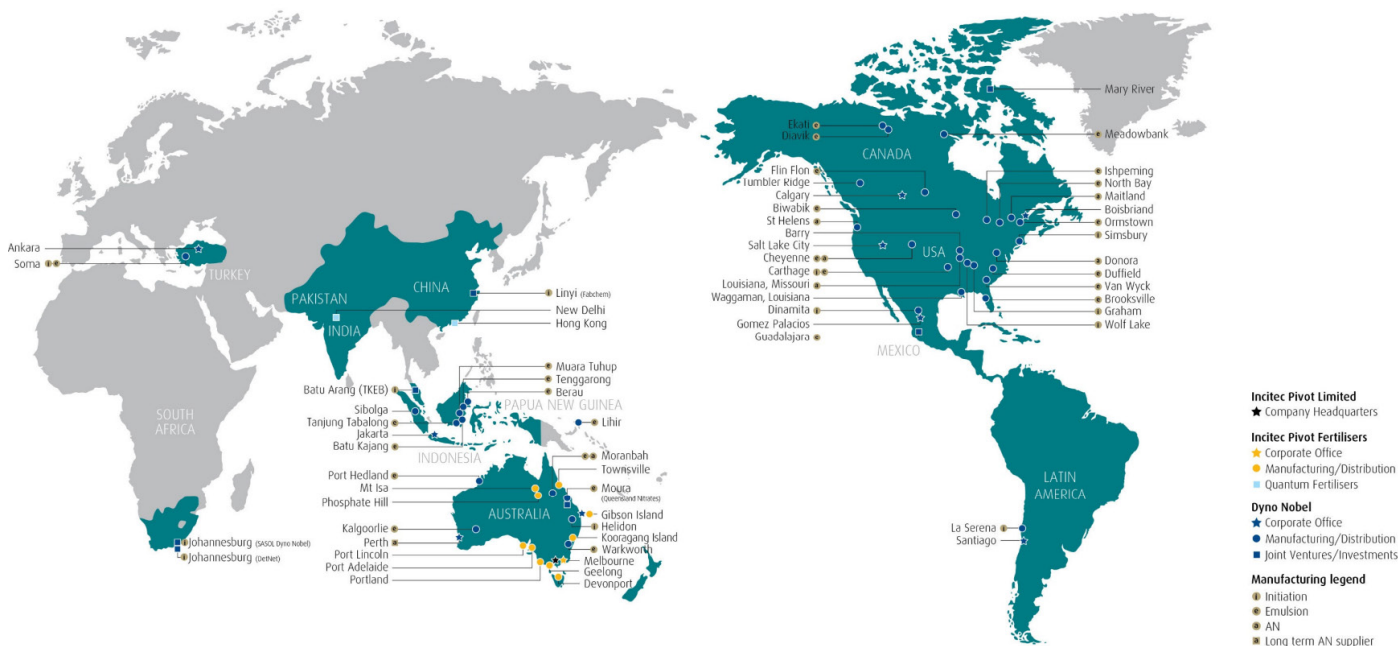 Mary River
Ekati e
Diavik e
e Meadowbank
CANADA
Flin Flon e
Tumbler Ridge
Calgary
Biwabik e
St Helens a
Barry
Salt Lake City
Cheyenne e a
Carthage i e
Louisiana, Missouri a
Waggaman, Louisiana
Dinamita i
Gomez Palacios
Guadalajara e
USA
MEXICO
e Ishpeming
e North Bay
a Maitland
Boisbriand
e Ormstown
i Simsbury
a Donora
e Duffield
e Van Wyck
e Brooksville
i Graham
i Wolf Lake
Ankara
Soma i e
TURKEY
PAKISTAN
CHINA
INDIA
i Linyi (Fabchem)
New Delhi
Hong Kong
e Muara Tuhup
e Tenggarong
e Berau
Batu Arang (TKEB) i
Sibolga
Tanjung Tabalong e
Jakarta
Batu Kajang e
PAPUA NEW GUINEA
e Lihir
INDONESIA
SOUTH
AFRICA
i Johannesburg (SASOL Dyno Nobel)
i Johannesburg (DetNet)
Port Hedland e
Mt Isa
Phosphate Hill
Kalgoorlie e
Perth a
Port Lincoln
Port Adelaide
Portland
AUSTRALIA
e a Moranbah
Townsville
e Moura
(Queensland Nitrates)
Gibson Island
i Helidon
Kooragang Island
e Warkworth
Melbourne
Geelong
Devonport
LATIN
AMERICA
La Serena i
Santiago
Incitec Pivot Limited
Company Headquarters
Incitec Pivot Fertilisers
Corporate Office
Manufacturing/Distribution
Quantum Fertilisers
Dyno Nobel
Corporate Office
Manufacturing/Distribution
Joint Ventures/Investments
Manufacturing legend
i Initiation
e Emulsion
a AN
a Long term AN supplier